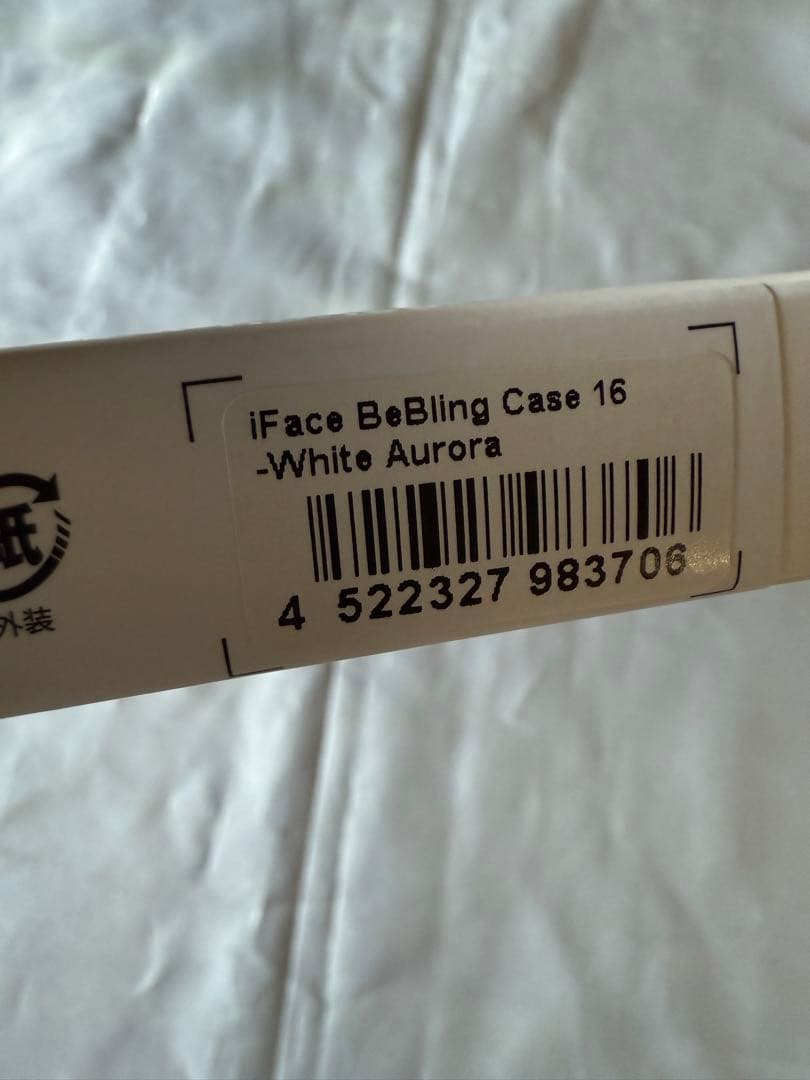 iFace BeBling Case 16
-White Aurora
4 522327 983706
紙
外装